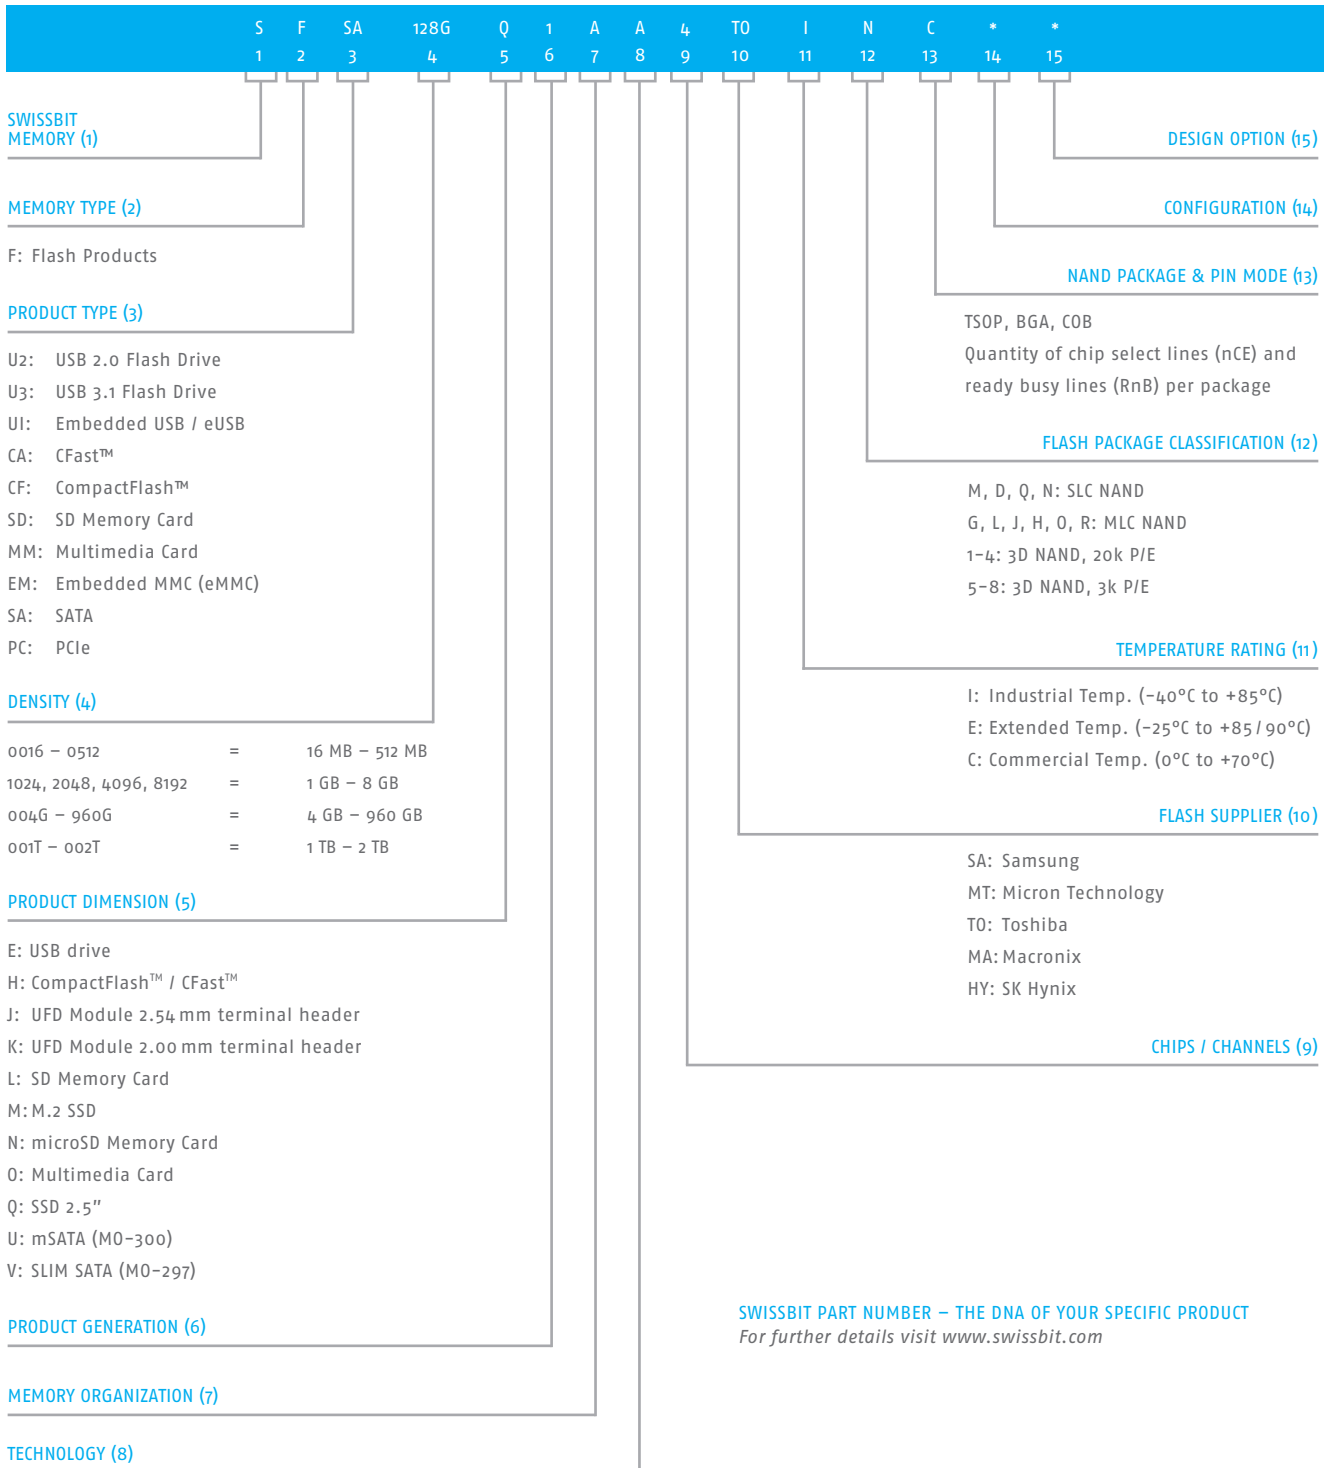 S F SA 128G Q 1 A A 4 TO I N C * *
1 2 3 4 5 6 7 8 9 10 11 12 13 14 15
SWISSBIT
MEMORY (1)
MEMORY TYPE (2)
F: Flash Products
PRODUCT TYPE (3)
U2: USB 2.0 Flash Drive
U3: USB 3.1 Flash Drive
UI: Embedded USB / eUSB
CA: CFast™
CF: CompactFlash™
SD: SD Memory Card
MM: Multimedia Card
EM: Embedded MMC (eMMC)
SA: SATA
PC: PCIe
DENSITY (4)
0016 – 0512 = 16 MB – 512 MB
1024, 2048, 4096, 8192 = 1 GB – 8 GB
004G – 960G = 4 GB – 960 GB
001T – 002T = 1 TB – 2 TB
PRODUCT DIMENSION (5)
E: USB drive
H: CompactFlash™ / CFast™
J: UFD Module 2.54 mm terminal header
K: UFD Module 2.00 mm terminal header
L: SD Memory Card
M: M.2 SSD
N: microSD Memory Card
O: Multimedia Card
Q: SSD 2.5″
U: mSATA (MO-300)
V: SLIM SATA (MO-297)
PRODUCT GENERATION (6)
MEMORY ORGANIZATION (7)
TECHNOLOGY (8)
DESIGN OPTION (15)
CONFIGURATION (14)
NAND PACKAGE & PIN MODE (13)
TSOP, BGA, COB
Quantity of chip select lines (nCE) and
ready busy lines (RnB) per package
FLASH PACKAGE CLASSIFICATION (12)
M, D, Q, N: SLC NAND
G, L, J, H, O, R: MLC NAND
1-4: 3D NAND, 20k P/E
5-8: 3D NAND, 3k P/E
TEMPERATURE RATING (11)
I: Industrial Temp. (-40°C to +85°C)
E: Extended Temp. (-25°C to +85 / 90°C)
C: Commercial Temp. (0°C to +70°C)
FLASH SUPPLIER (10)
SA: Samsung
MT: Micron Technology
TO: Toshiba
MA: Macronix
HY: SK Hynix
CHIPS / CHANNELS (9)
SWISSBIT PART NUMBER – THE DNA OF YOUR SPECIFIC PRODUCT
For further details visit www.swissbit.com